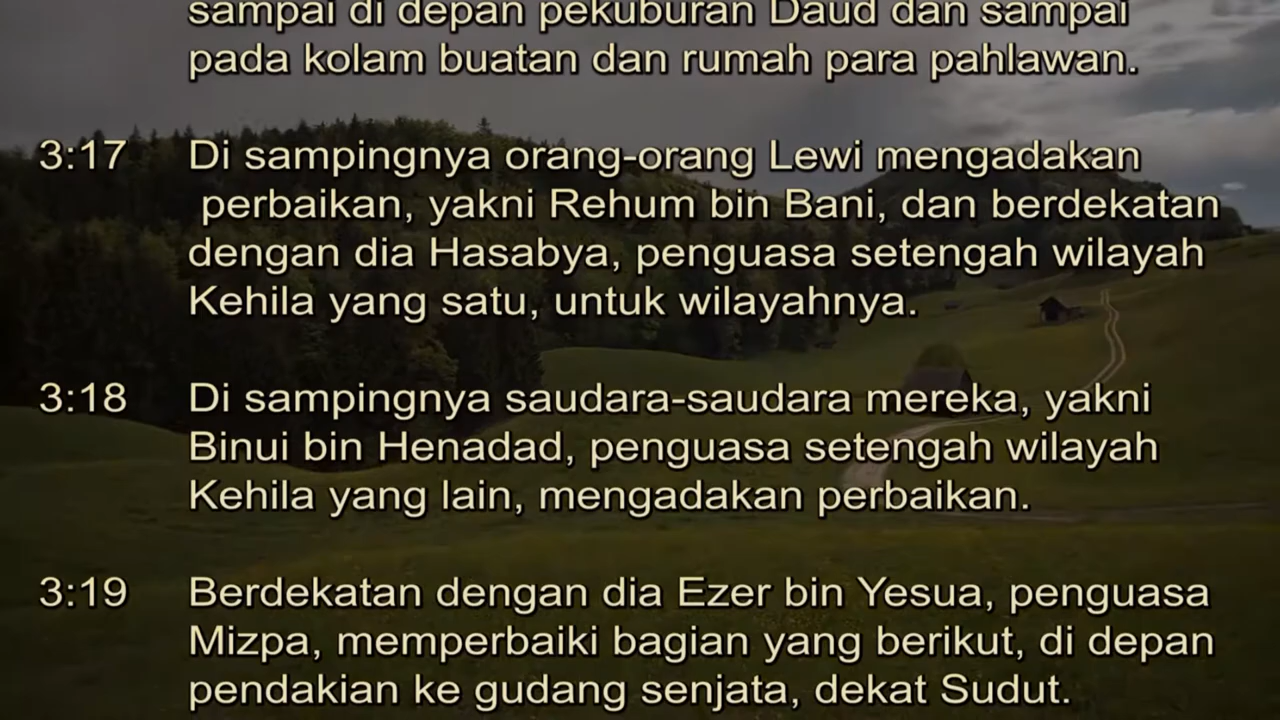 sampai di depan pekuburan Daud dan sampai
pada kolam buatan dan rumah para pahlawan.
3:17 Di sampingnya orang-orang Lewi mengadakan
perbaikan, yakni Rehum bin Bani, dan berdekatan
dengan dia Hasabya, penguasa setengah wilayah
Kehila yang satu, untuk wilayahnya.
3:18 Di sampingnya saudara-saudara mereka, yakni
Binui bin Henadad, penguasa setengah wilayah
Kehila yang lain, mengadakan perbaikan.
3:19 Berdekatan dengan dia Ezer bin Yesua, penguasa
Mizpa, memperbaiki bagian yang berikut, di depan
pendakian ke gudang senjata, dekat Sudut.